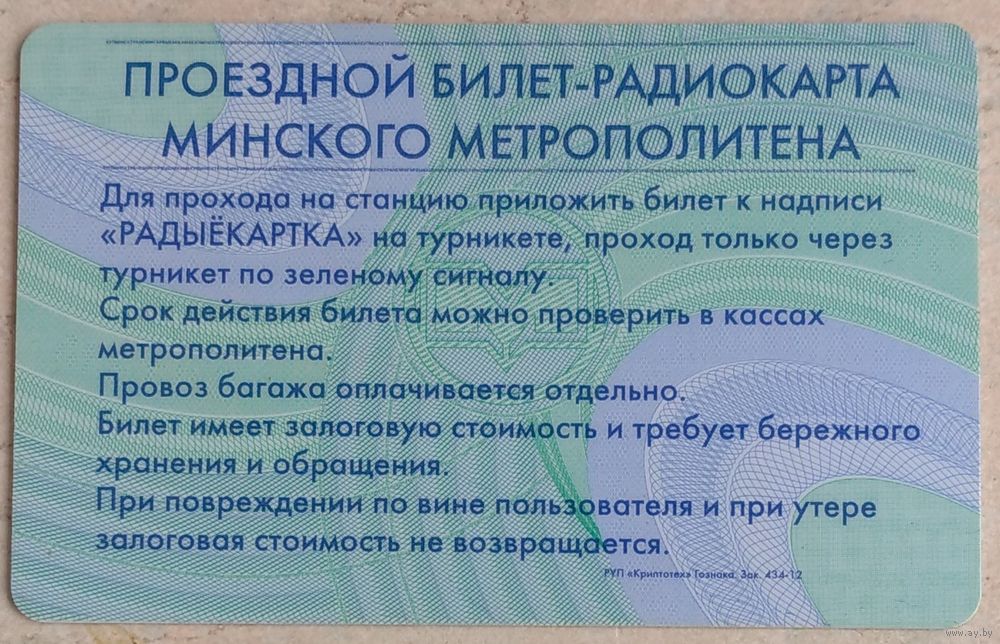 ПРОЕЗДНОЙ БИЛЕТ-РАДИОКАРТА
МИНСКОГО МЕТРОПОЛИТЕНА
Для прохода на станцию приложить билет к надписи
«РАДЫЁКАРТКА» на турникете, проход только через
турникет по зеленому сигналу.
Срок действия билета можно проверить в кассах
метрополитена.
Провоз багажа оплачивается отдельно.
Билет имеет залоговую стоимость и требует бережного
хранения и обращения.
При повреждении по вине пользователя и при утере
залоговая стоимость не возвращается.
РУП «Криптотех» Гознака. Зак. 434-12
www.ay.by